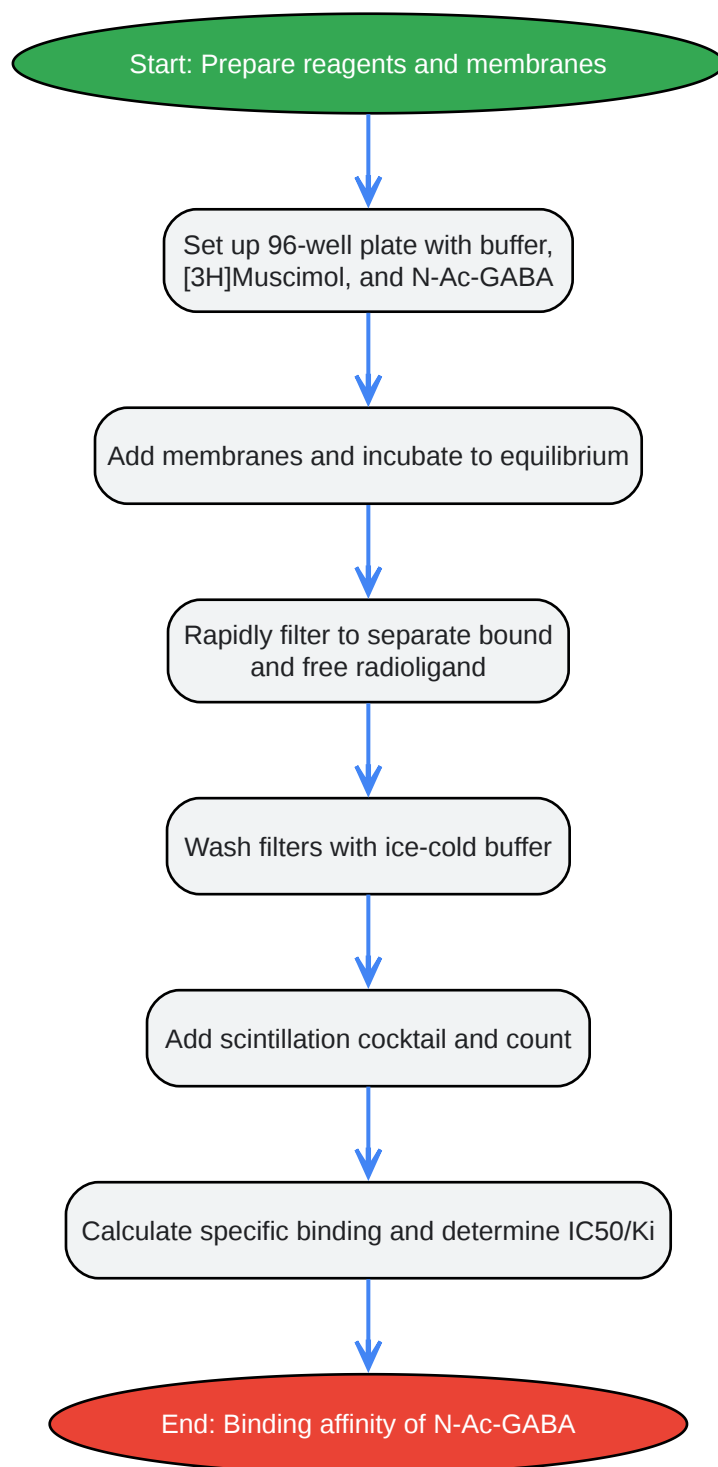 Start: Prepare reagents and membranes
Set up 96-well plate with buffer,
[3H]Muscimol, and N-Ac-GABA
Add membranes and incubate to equilibrium
Rapidly filter to separate bound
and free radioligand
Wash filters with ice-cold buffer
Add scintillation cocktail and count
Calculate specific binding and determine IC50/Ki
End: Binding affinity of N-Ac-GABA